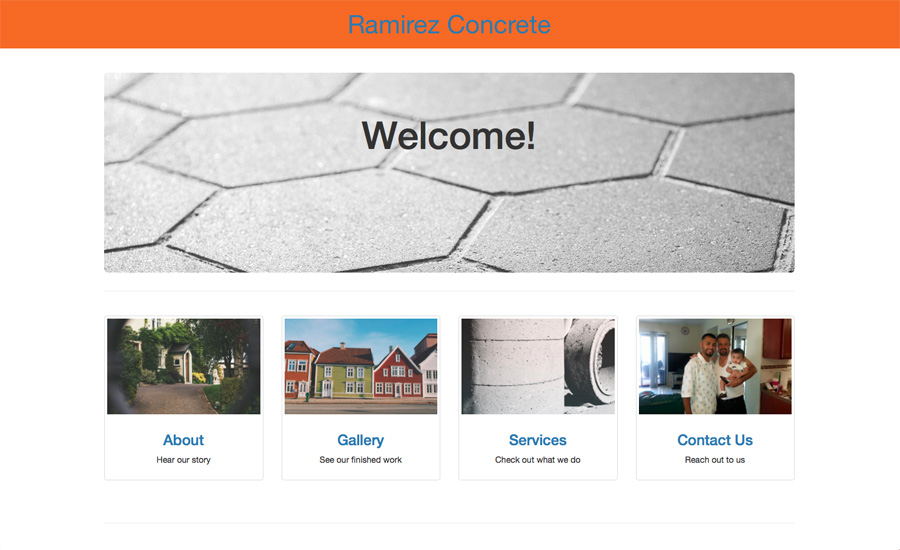 Ramirez Concrete
Welcome!
About
Hear our story
Gallery
See our finished work
Services
Check out what we do
Contact Us
Reach out to us